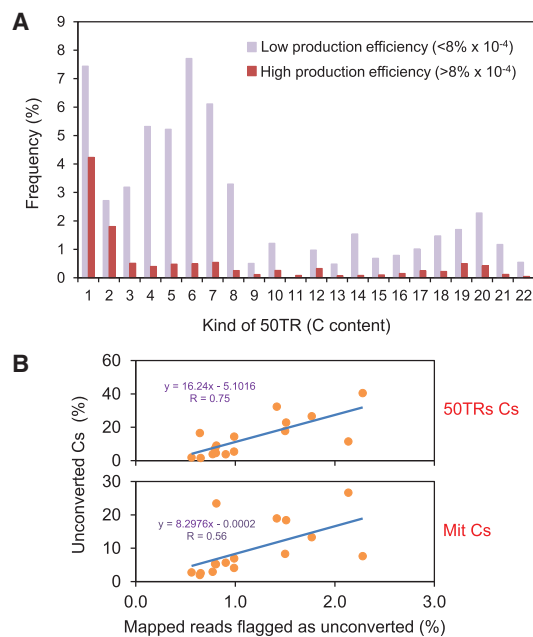 A
9
8
7
6
5
4
3
2
1
0
Frequency (%)
Low production efficiency (<8% x 10-4)
High production efficiency (>8% x 10-4)
1 2 3 4 5 6 7 8 9 10 11 12 13 14 15 16 17 18 19 20 21 22
Kind of 50TR (C content)
B
60
40
20
0
y = 16.24x - 5.1016
R = 0.75
50TRs Cs
Unconverted Cs (%)
30
20
10
0
y = 8.2976x - 0.0002
R = 0.56
Mit Cs
0.0 1.0 2.0 3.0
Mapped reads flagged as unconverted (%)